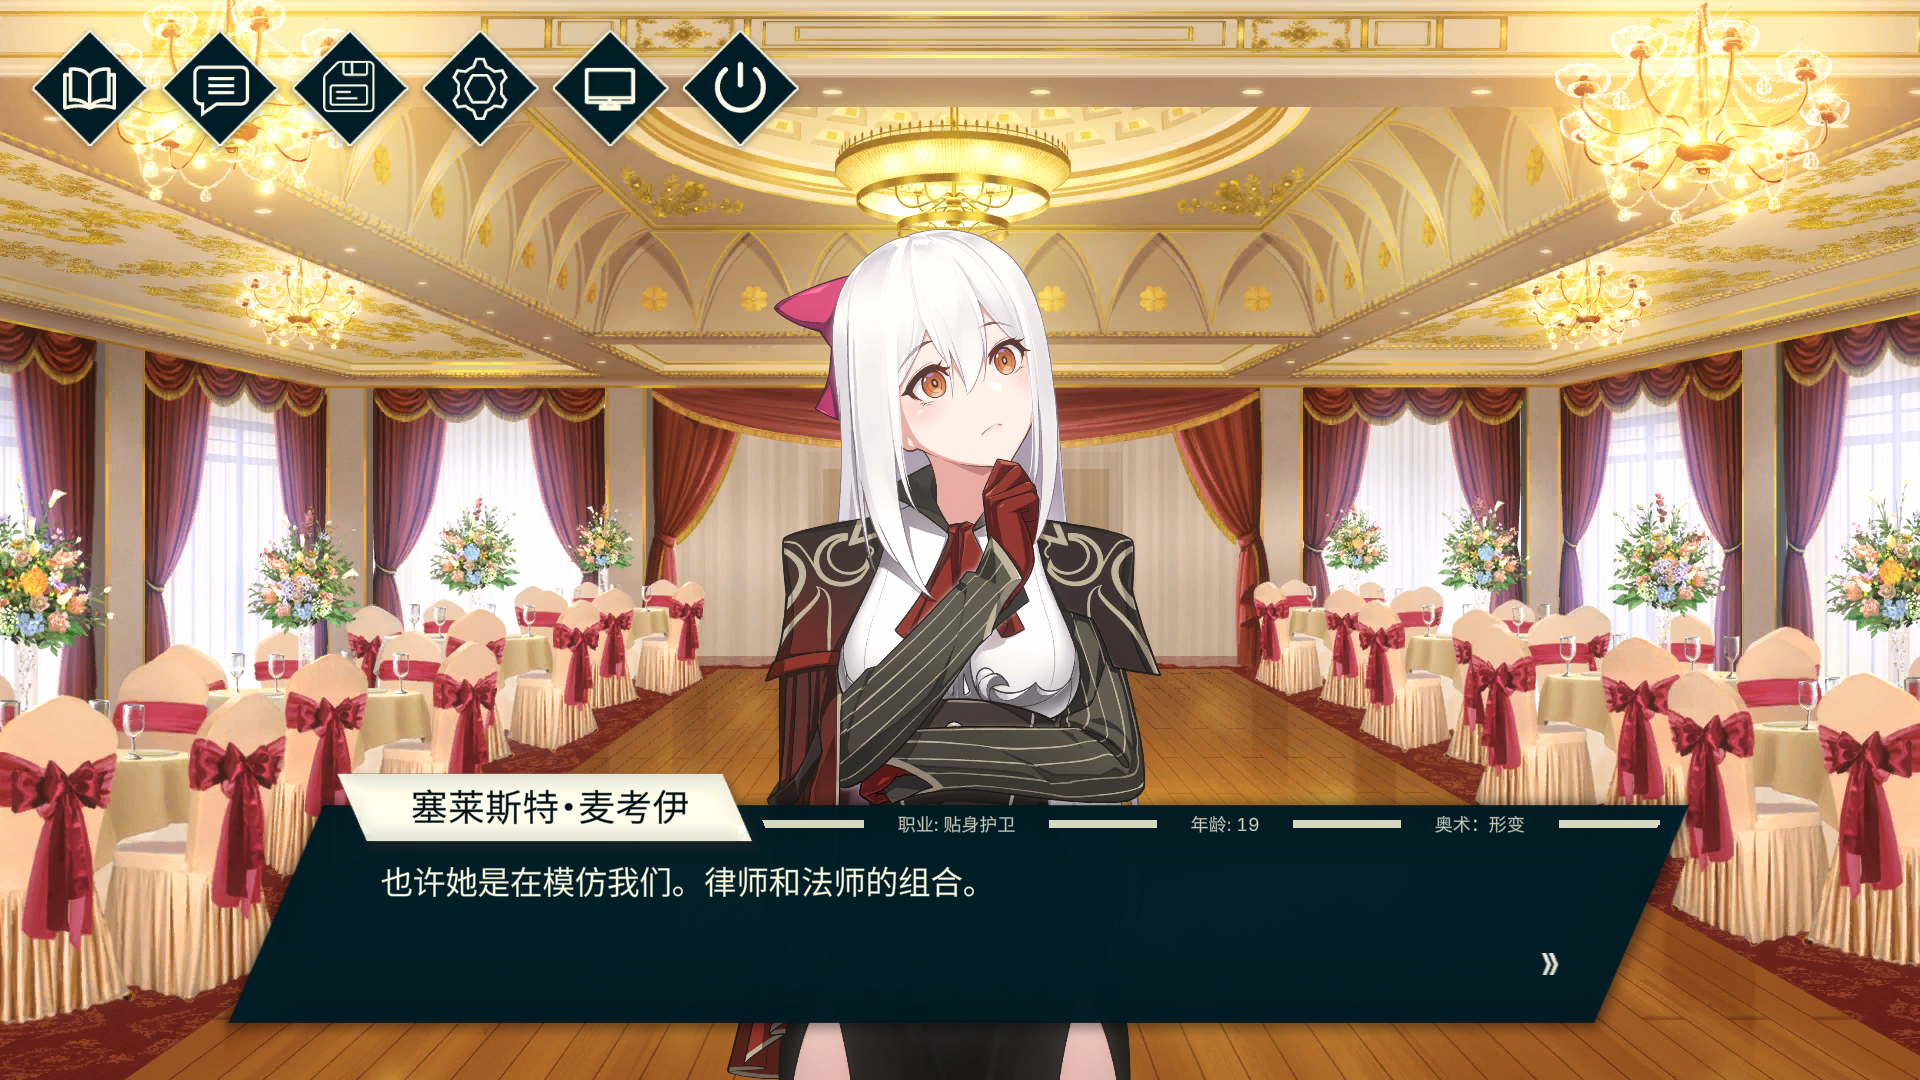 塞莱斯特•麦考伊
职业: 贴身护卫
年龄: 19
奥术：形变
也许她是在模仿我们。律师和法师的组合。